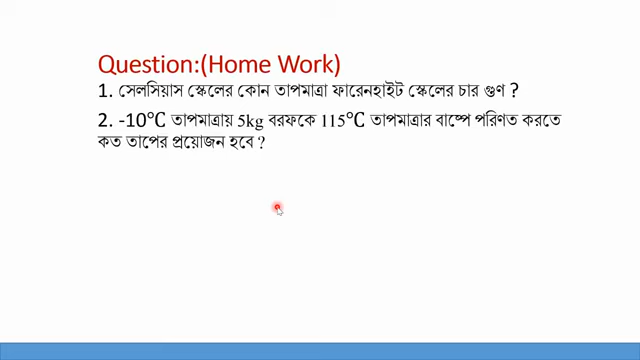 Question:(Home Work)
1. সেলসিয়াস স্কেলের কোন তাপমাত্রা ফারেনহাইট স্কেলের চার গুণ ?
2. -10℃ তাপমাত্রায় 5kg বরফকে 115℃ তাপমাত্রার বাষ্পে পরিণত করতে
কত তাপের প্রয়োজন হবে ?